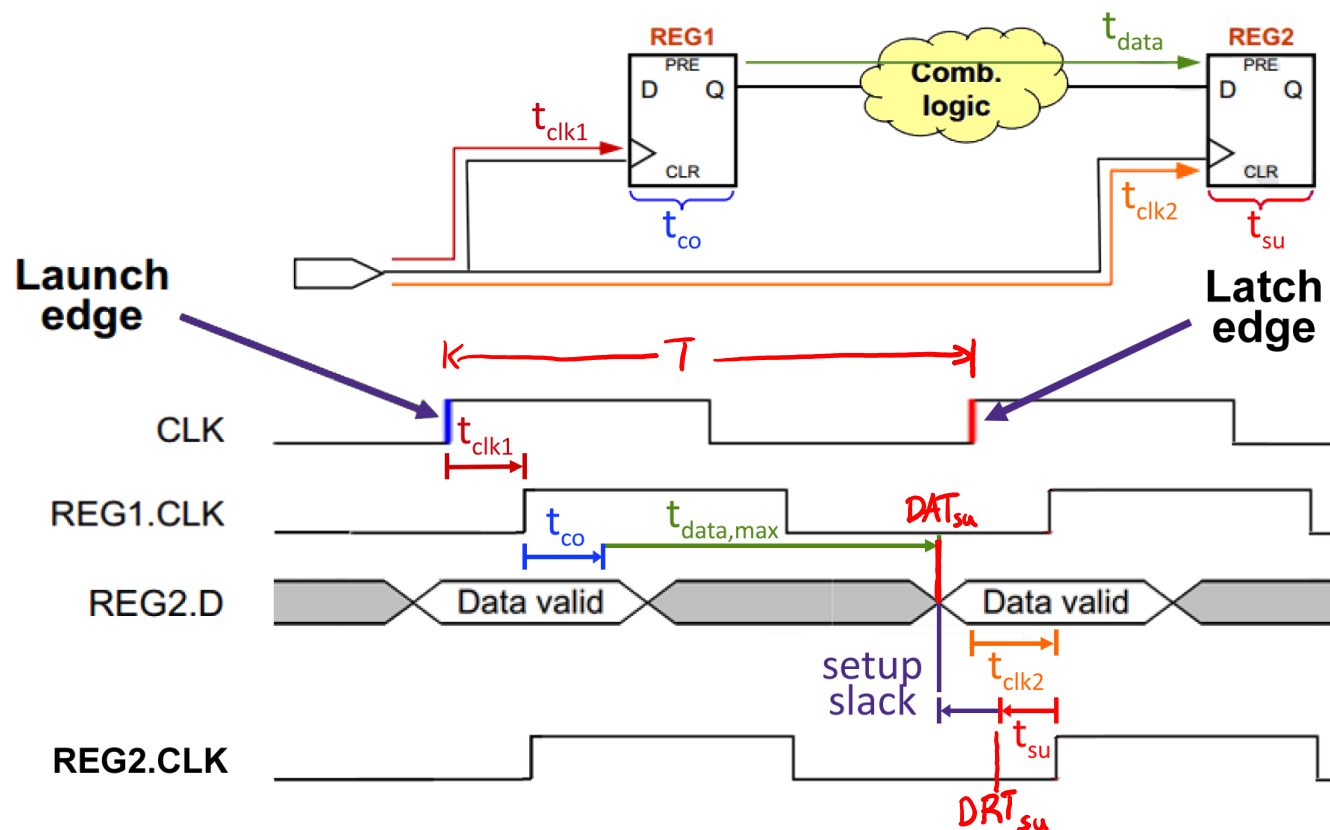 REG1
t_data
REG2
PRE
PRE
D Q
Comb.
logic
D Q
t_clk1
CLR
CLR
t_co
t_clk2
t_su
Launch
edge
Latch
edge
T
CLK
t_clk1
REG1.CLK
DAT_su
t_co
t_data,max
REG2.D
Data valid
Data valid
setup
slack
t_clk2
t_su
REG2.CLK
DRT_su